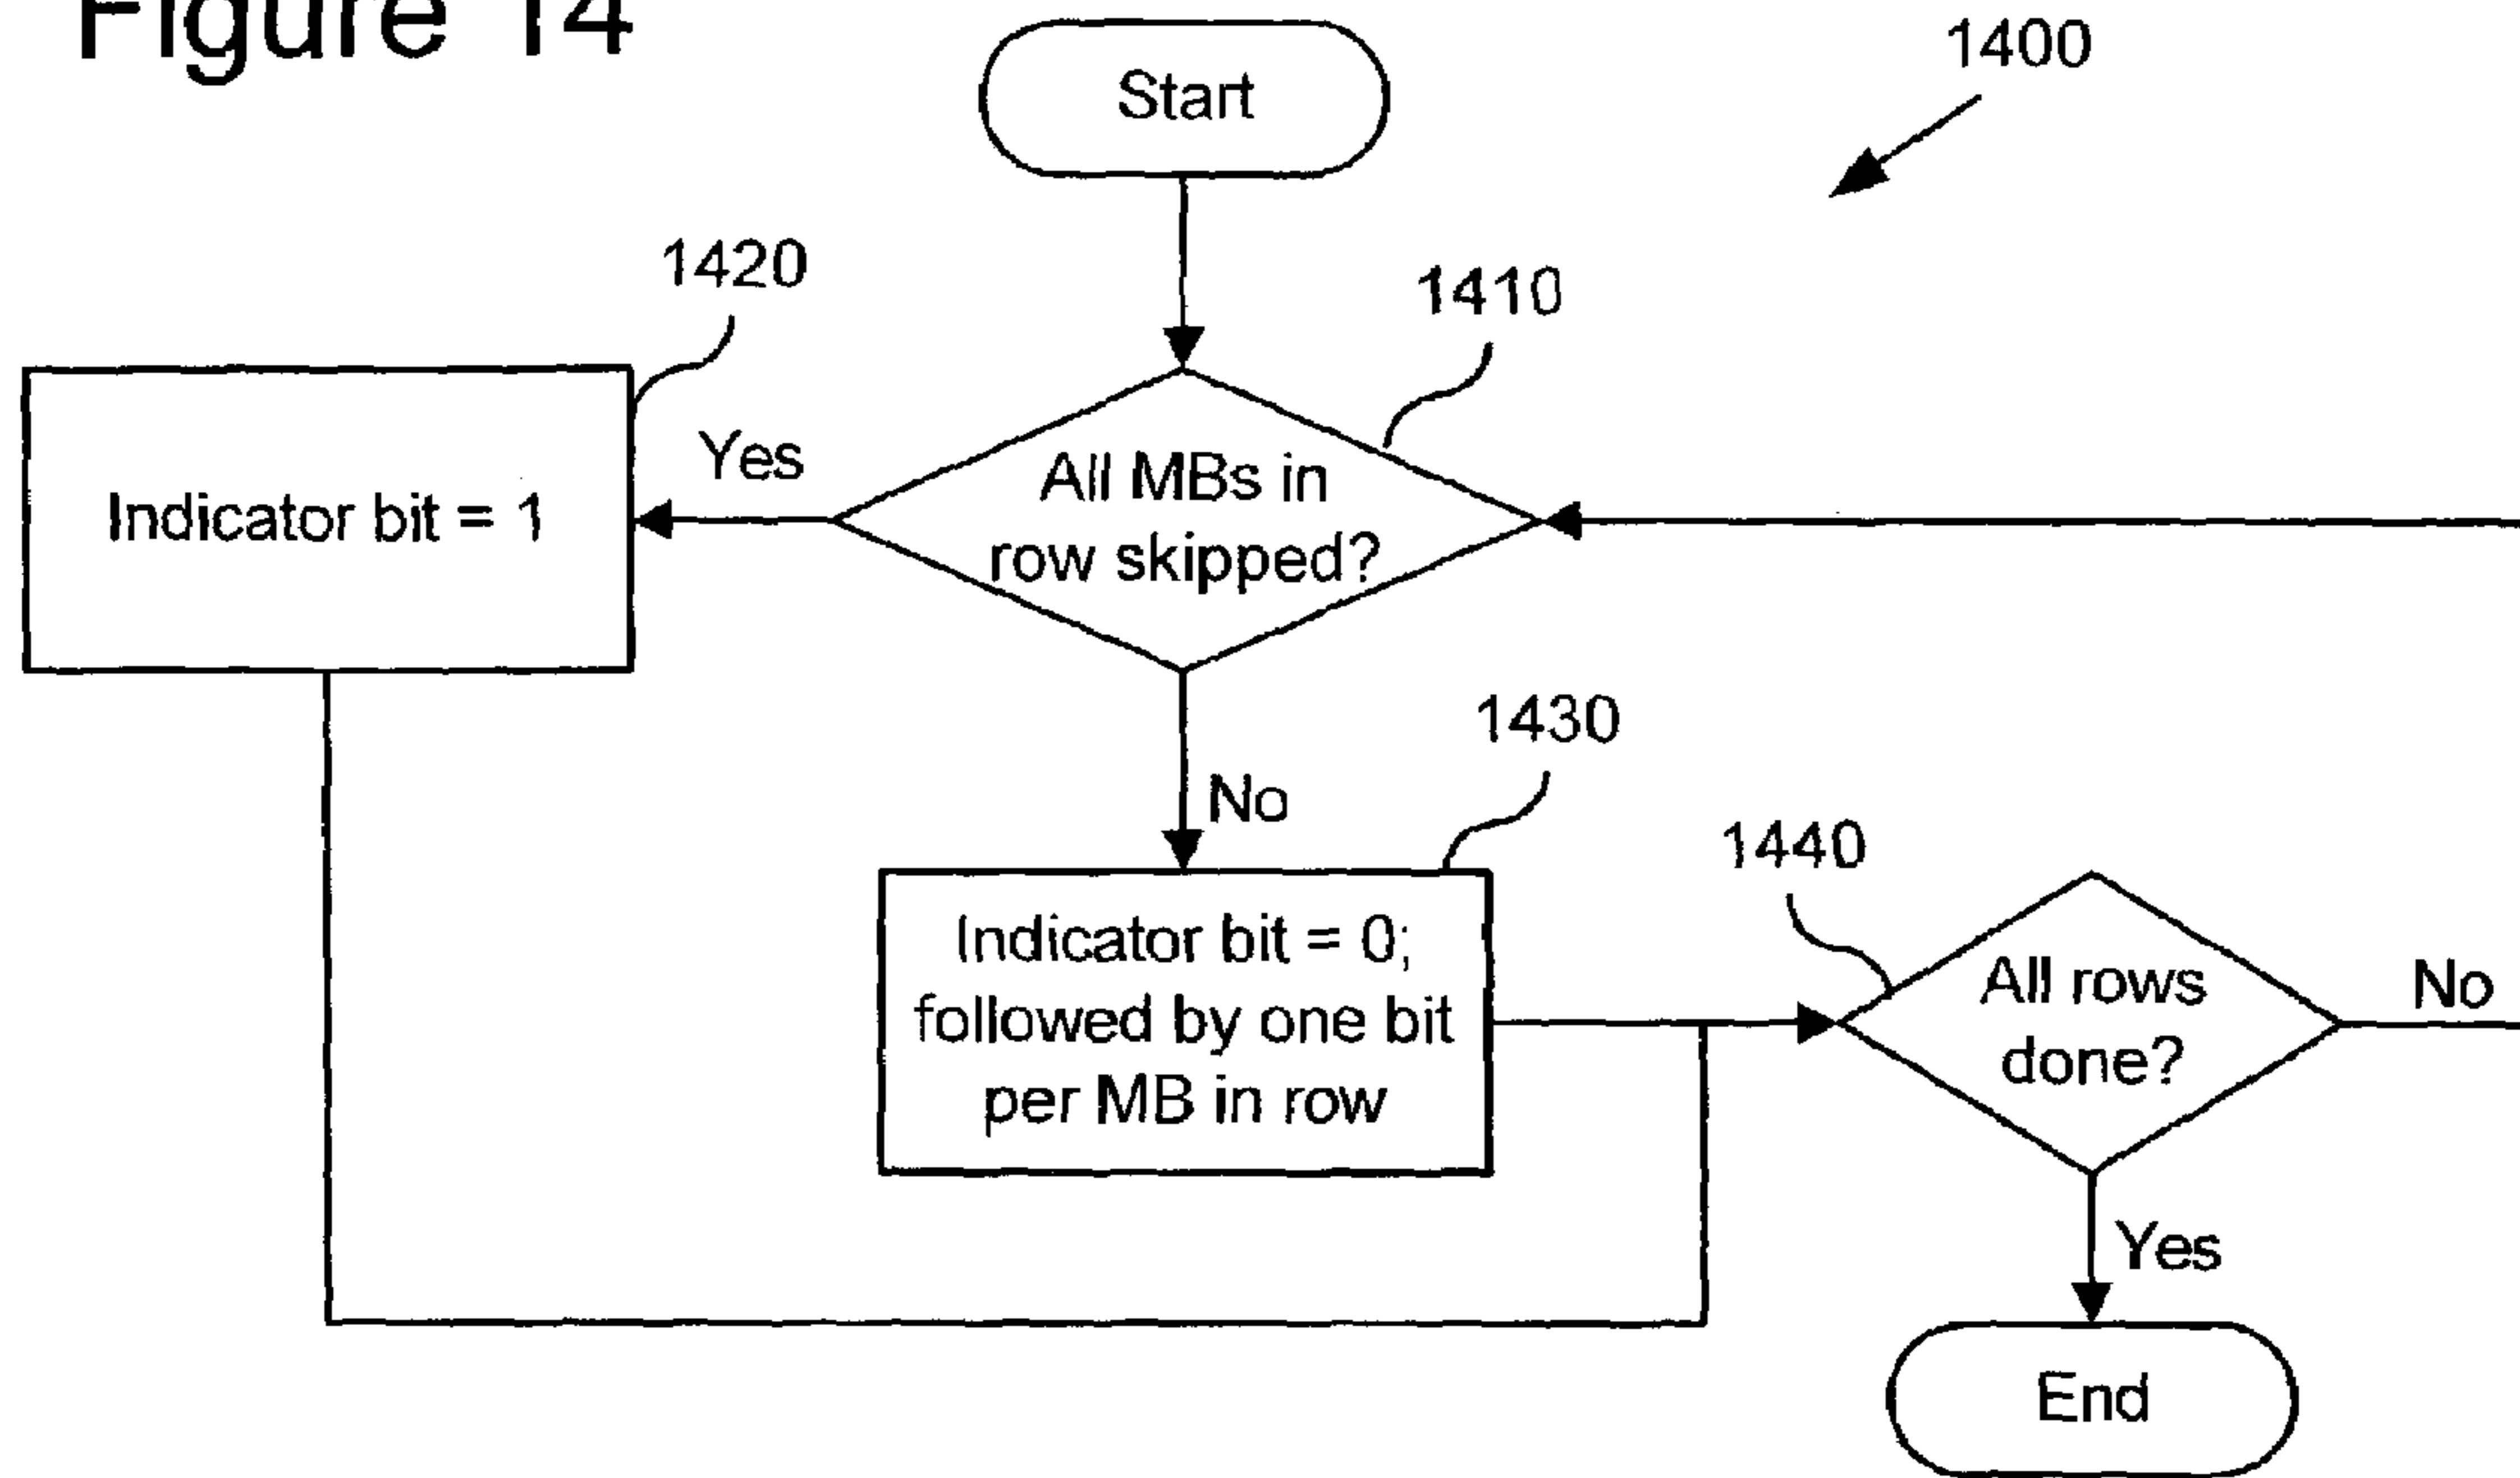 Figure 14
Start
1400
1420
1410
Yes
All MBs in
row skipped?
Indicator bit = 1
1430
No
1440
Indicator bit = 0;
followed by one bit
per MB in row
All rows
done?
No
Yes
End